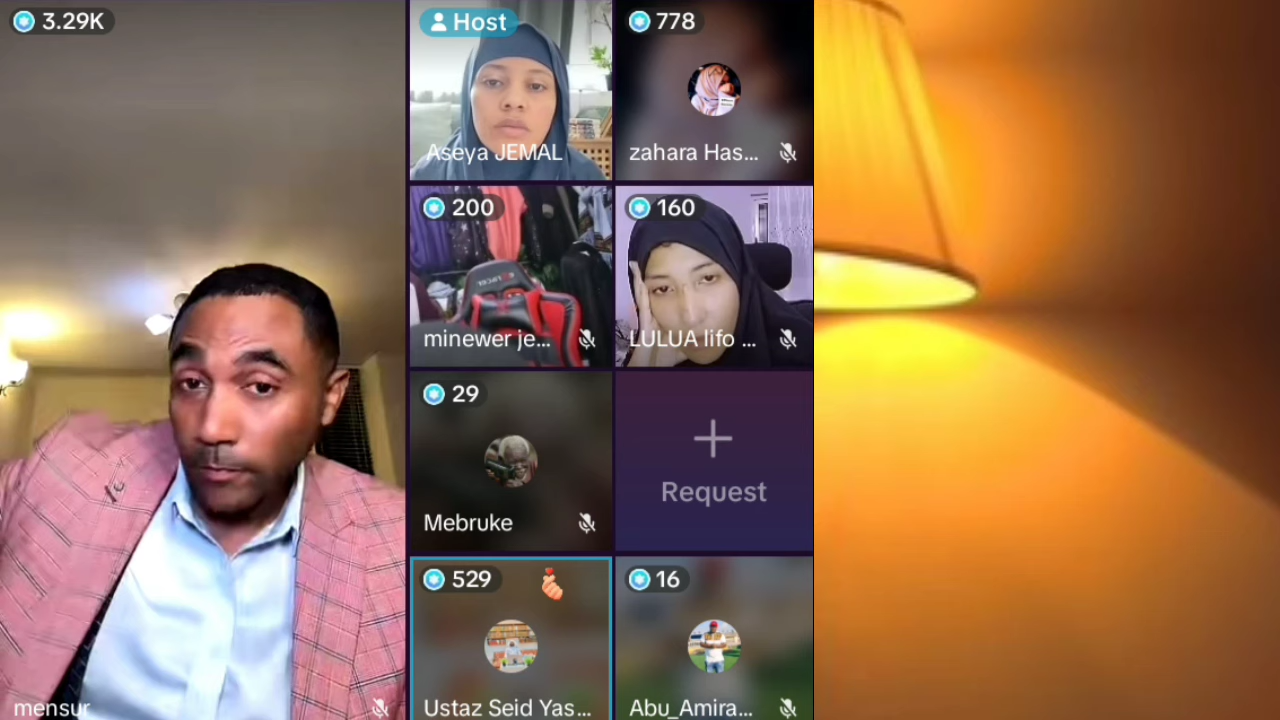 3.29K
mensur
Host
Aseya JEMAL
778
zahara Has...
200
minewer je...
160
LULUA lifo ...
29
Mebruke
Request
529
Ustaz Seid Yas...
16
Abu_Amira...